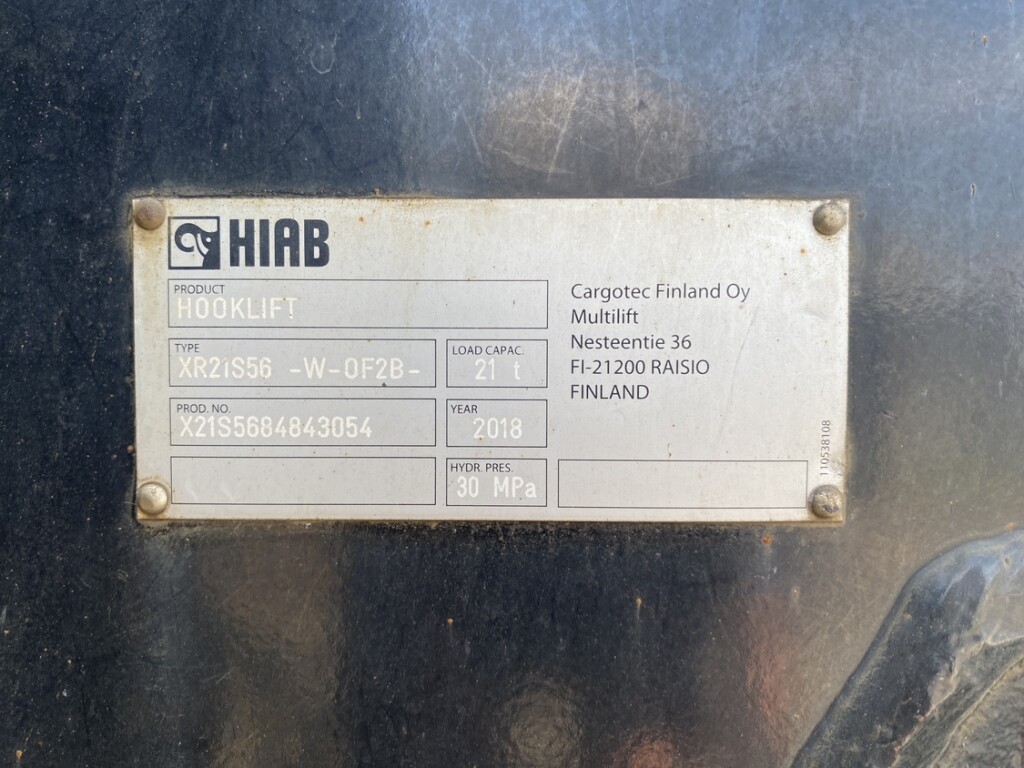 HIAB
PRODUCT
HOOKLIFT
TYPE
XR21S56 -W-OF2B-
LOAD CAPAC.
21 t
PROD. NO.
X21S5684843054
YEAR
2018
HYDR. PRES.
30 MPa
Cargotec Finland Oy
Multilift
Nesteentie 36
FI-21200 RAISIO
FINLAND
110538108